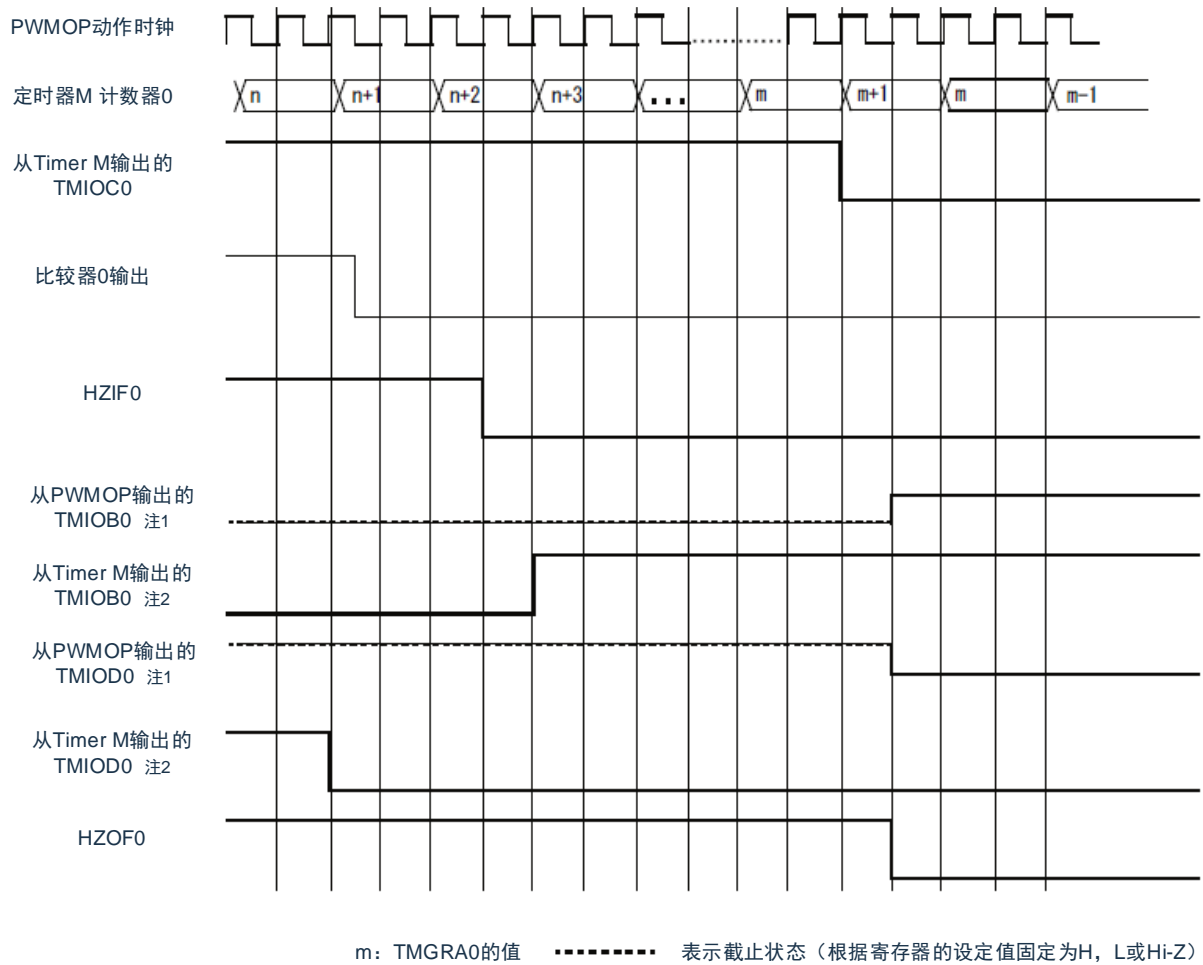 PWMOP动作时钟
定时器M 计数器0
n n+1 n+2 n+3 ... m m+1 m m-1
从Timer M输出的
TMIOC0
比较器0输出
HZIF0
从PWMOP输出的
TMIOB0 注1
从Timer M输出的
TMIOB0 注2
从PWMOP输出的
TMIOD0 注1
从Timer M输出的
TMIOD0 注2
HZOF0
m：TMGRA0的值 表示截止状态（根据寄存器的设定值固定为H，L或Hi-Z）